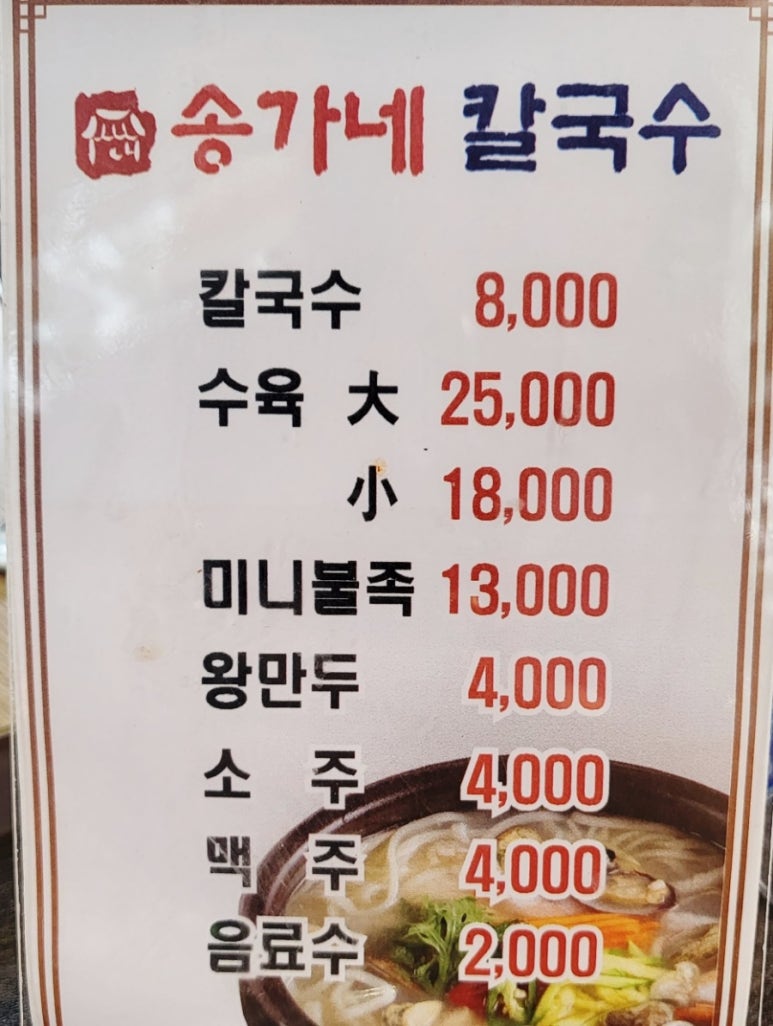 송가네 칼국수
칼국수 8,000
수육 大 25,000
小 18,000
미니불족 13,000
왕만두 4,000
소 주 4,000
맥 주 4,000
음료수 2,000